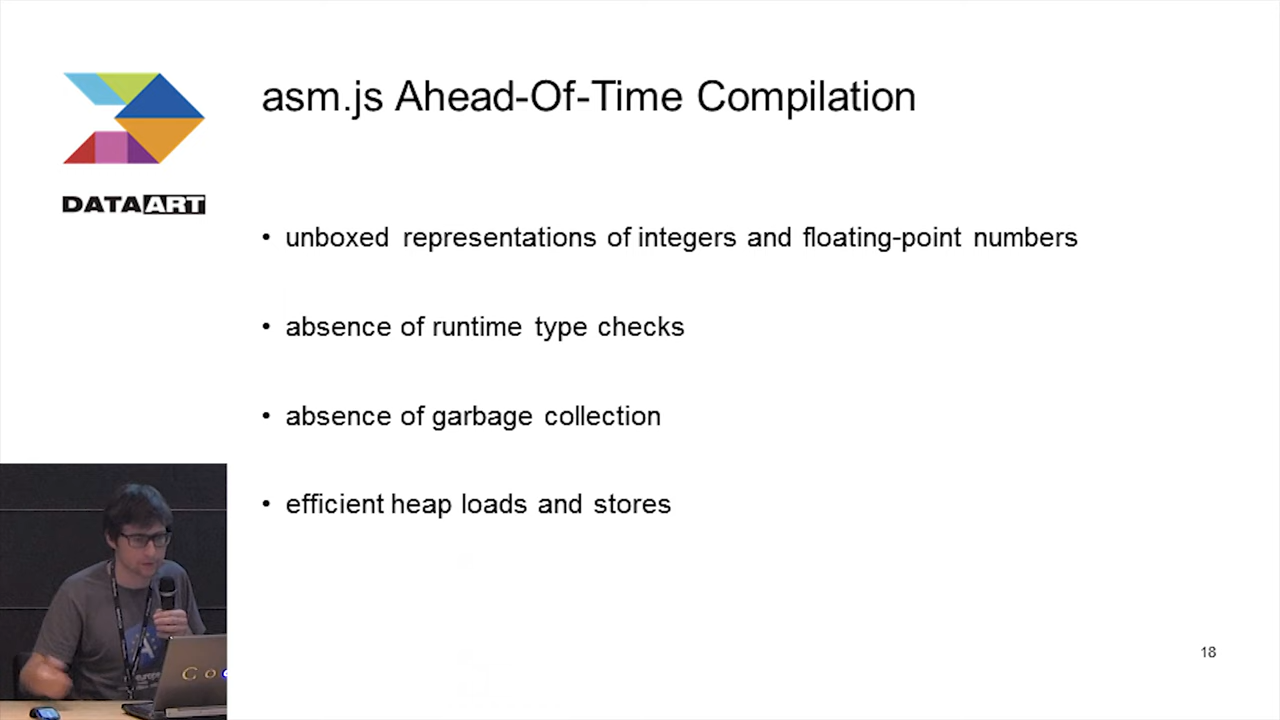 asm.js Ahead-Of-Time Compilation
DATAART
• unboxed representations of integers and floating-point numbers
• absence of runtime type checks
• absence of garbage collection
• efficient heap loads and stores
A
europe
18